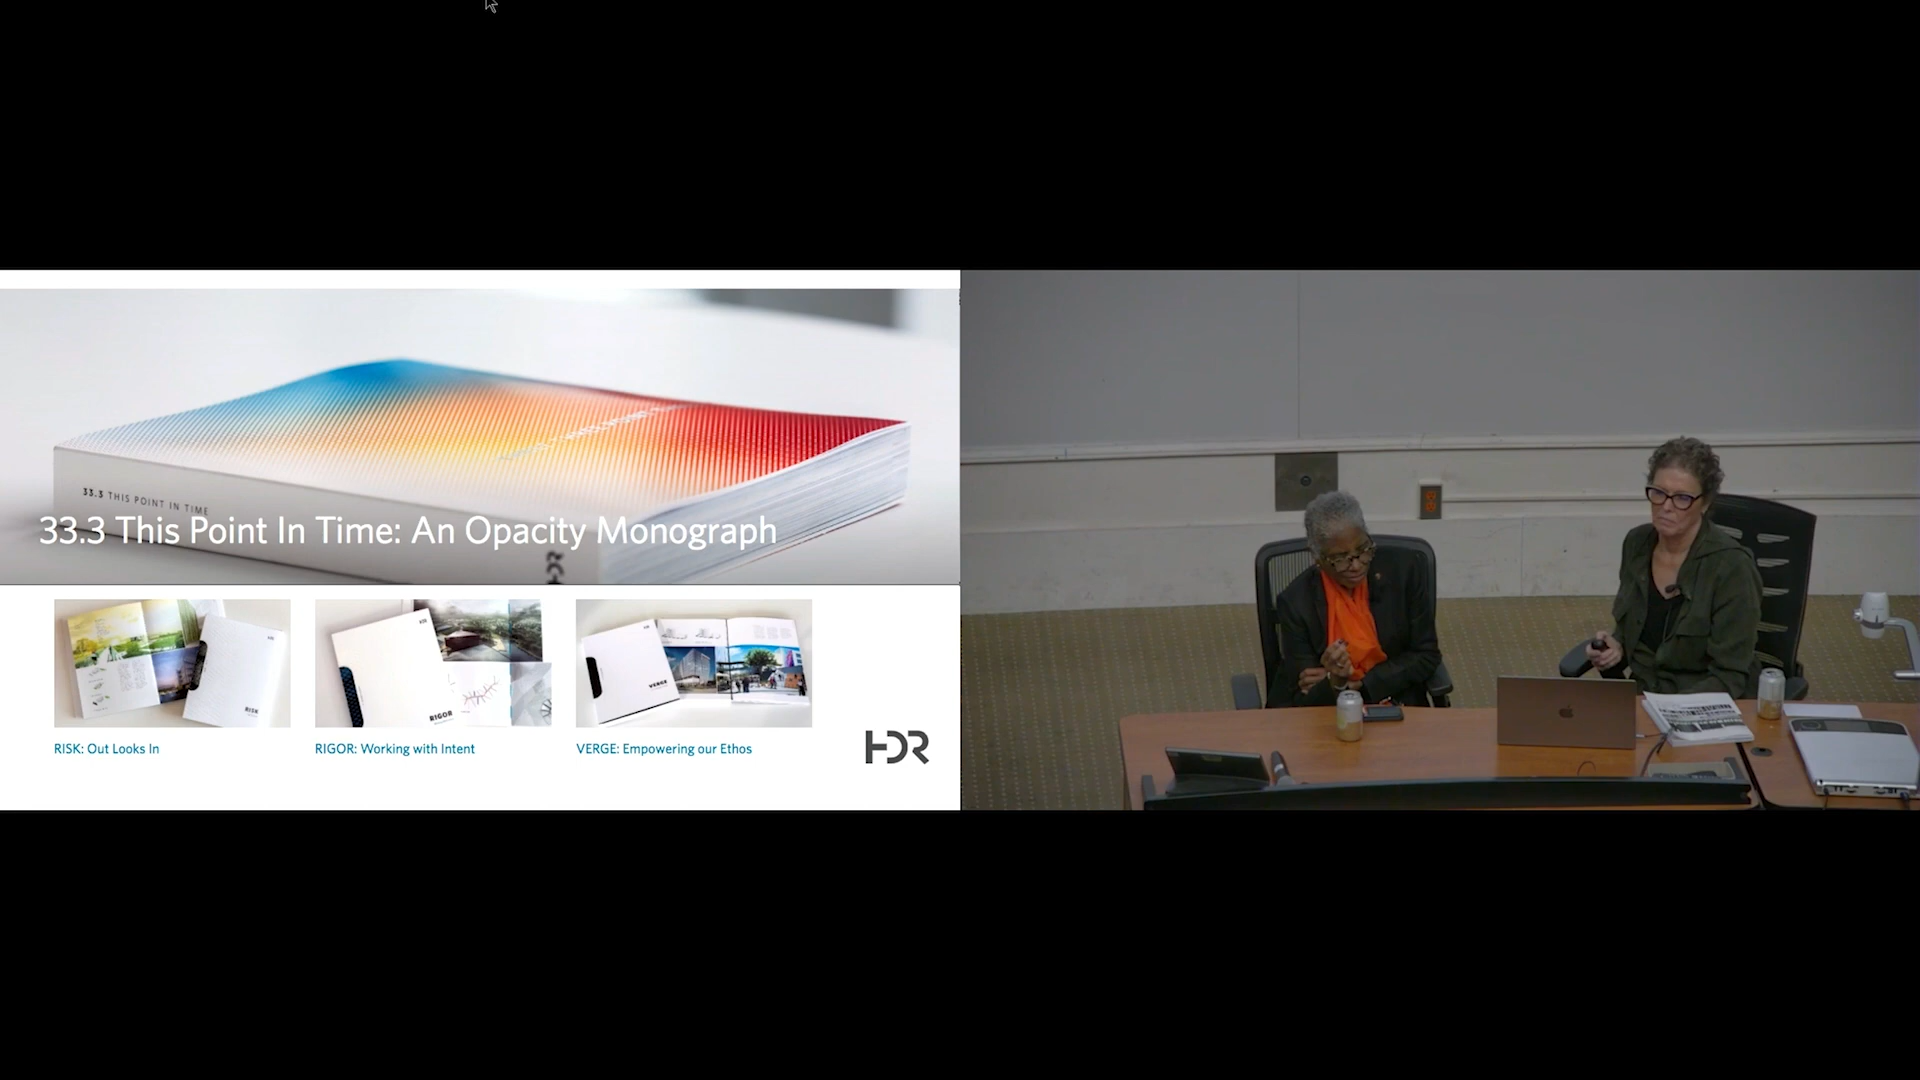 33.3 THIS POINT IN TIME
33.3 This Point In Time: An Opacity Monograph
RISK
RIGOR
VERGE
RISK: Out Looks In
RIGOR: Working with Intent
VERGE: Empowering our Ethos
HDR